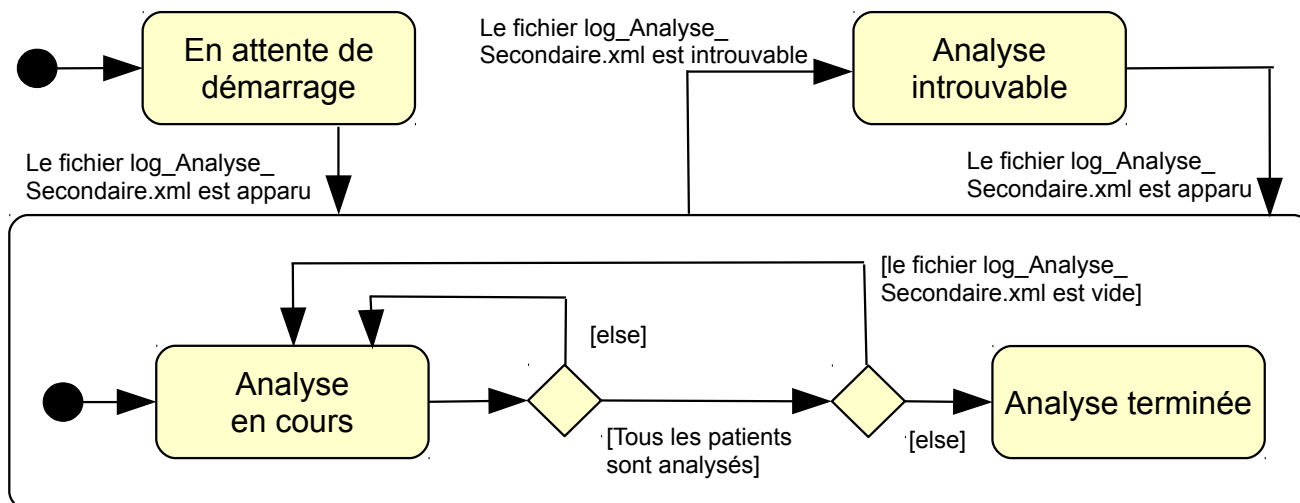 En attente de
démarrage
Le fichier log_Analyse_
Secondaire.xml est introuvable
Analyse
introuvable
Le fichier log_Analyse_
Secondaire.xml est apparu
Le fichier log_Analyse_
Secondaire.xml est apparu
[le fichier log_Analyse_
Secondaire.xml est vide]
[else]
Analyse
en cours
[Tous les patients
sont analysés]
[else]
Analyse terminée